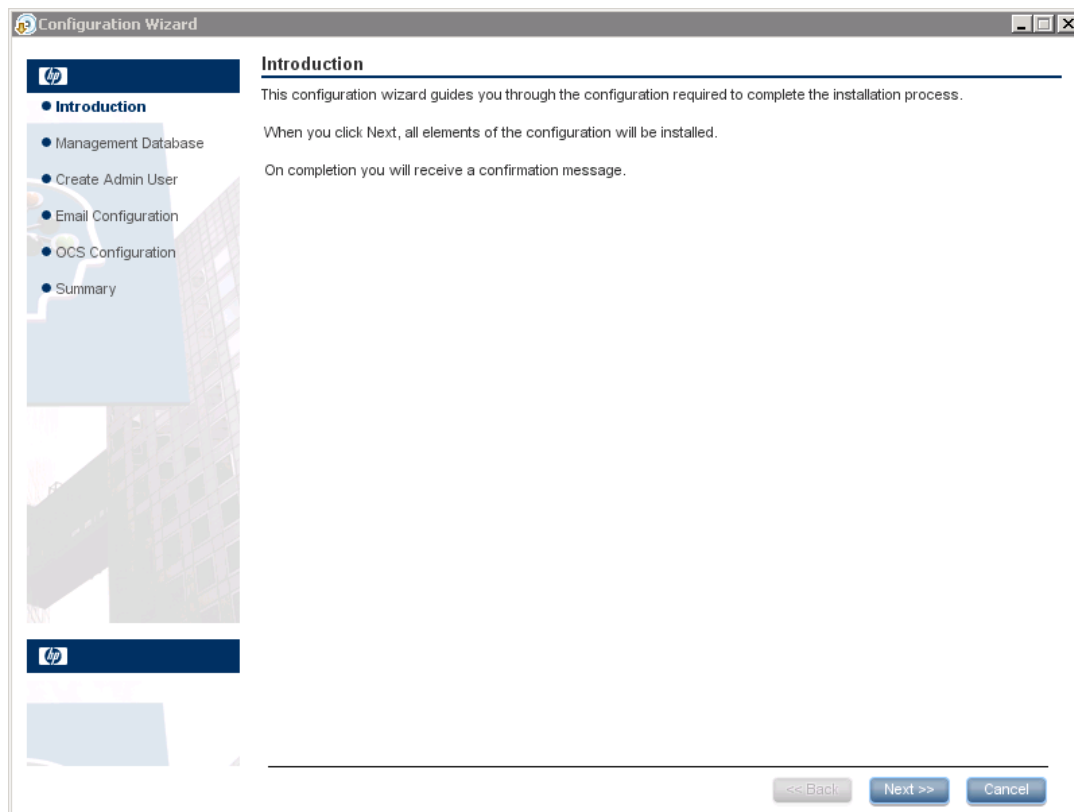 Configuration Wizard
hp
Introduction
Management Database
Create Admin User
Email Configuration
OCS Configuration
Summary
hp
Introduction
This configuration wizard guides you through the configuration required to complete the installation process.
When you click Next, all elements of the configuration will be installed.
On completion you will receive a confirmation message.
<< Back
Next >>
Cancel